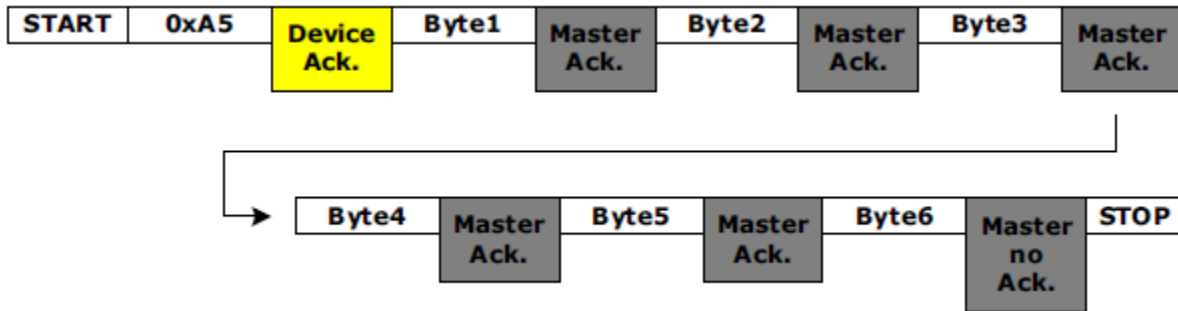 START 0xA5 Device Ack. Byte1 Master Ack. Byte2 Master Ack. Byte3 Master Ack.
Byte4 Master Ack. Byte5 Master Ack. Byte6 Master no Ack. STOP